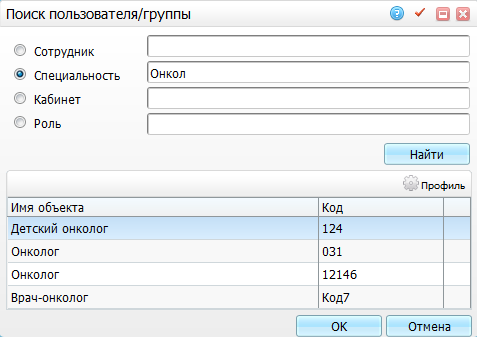 Поиск пользователя/группы
Сотрудник
Специальность Онкол
Кабинет
Роль
Найти
Профиль
Имя объекта Код
Детский онколог 124
Онколог 031
Онколог 12146
Врач-онколог Код7
ОК Отмена